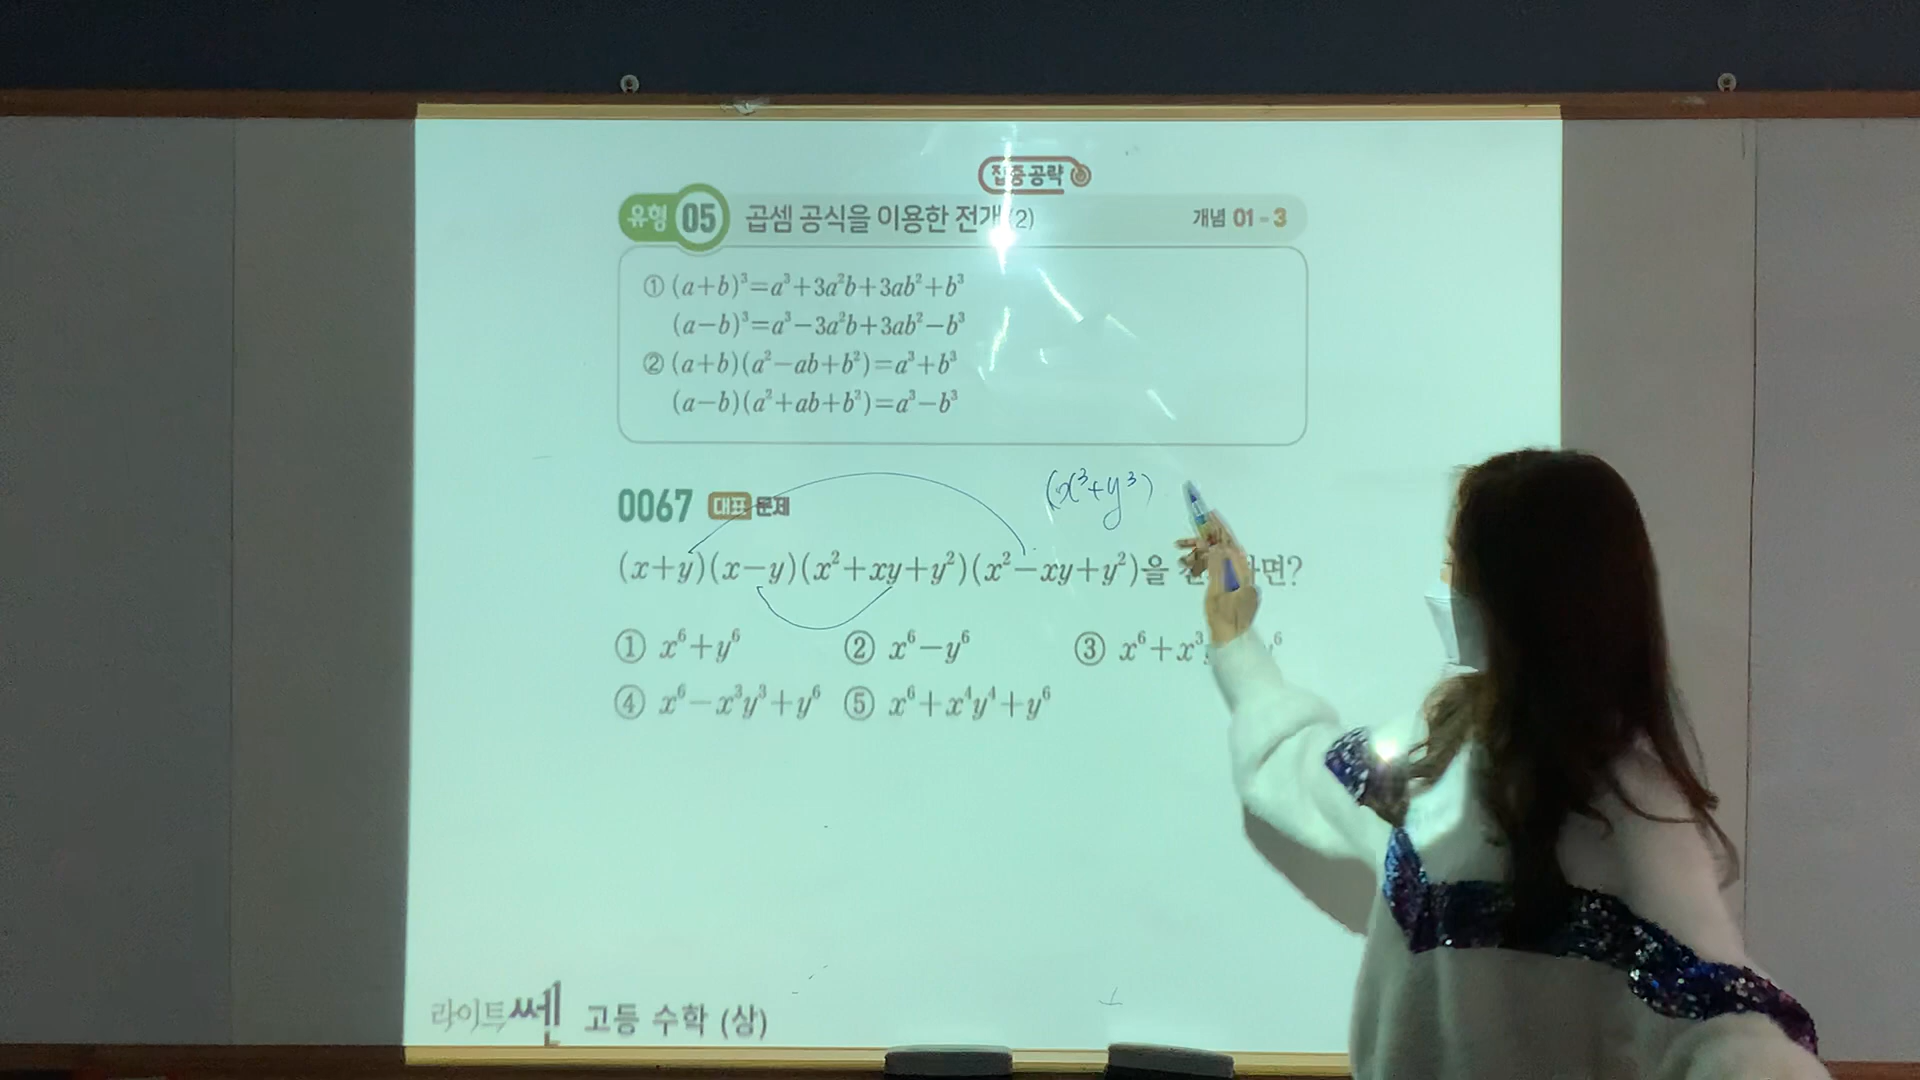 집중 공략
유형 05 곱셈 공식을 이용한 전개 (2) 개념 01-3
① (a+b)³=a³+3a²b+3ab²+b³
(a-b)³=a³-3a²b+3ab²-b³
② (a+b)(a²-ab+b²)=a³+b³
(a-b)(a²+ab+b²)=a³-b³
(x³+y³)
0067 대표 문제
(x+y)(x-y)(x²+xy+y²)(x²-xy+y²)을
① x⁶+y⁶ ② x⁶-y⁶ ③ x⁶+x³
④ x⁶-x³y³+y⁶ ⑤ x⁶+x⁴y⁴+y⁶
라이트쎈 고등 수학 (상)